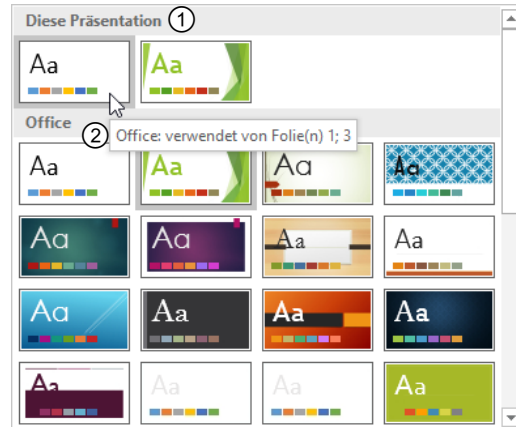 Diese Präsentation 1
Aa Aa
Office
2 Office: verwendet von Folie(n) 1; 3
Aa Aa Aa Aa
Aa Aa Aa Aa
Aa Aa Aa Aa
Aa Aa Aa Aa